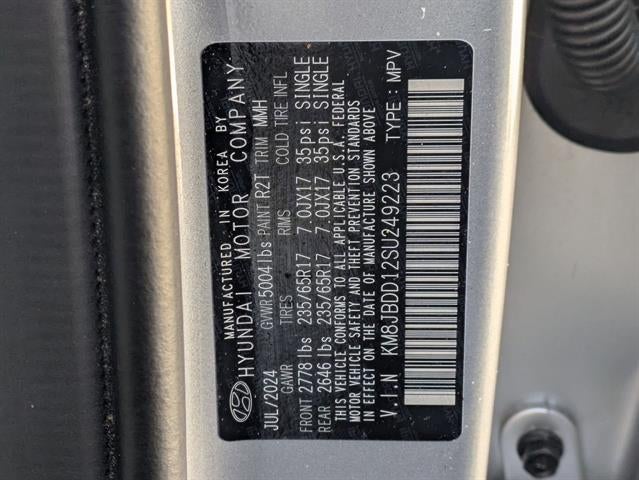 MANUFACTURED IN KOREA BY
HYUNDAI MOTOR COMPANY
JUL/2024 GVWR 5004 lbs PAINT R2T TRIM MMH
GAWR TIRES RIMS COLD TIRE INFL
FRONT 2778 lbs 235/65R17 7.0JX17 35psi SINGLE
REAR 2646 lbs 235/65R17 7.0JX17 35psi SINGLE
THIS VEHICLE CONFORMS TO ALL APPLICABLE U.S.A. FEDERAL
MOTOR VEHICLE SAFETY AND THEFT PREVENTION STANDARDS
IN EFFECT ON THE DATE OF MANUFACTURE SHOWN ABOVE
V.I.N KM8JBDD12SU249223 TYPE : MPV